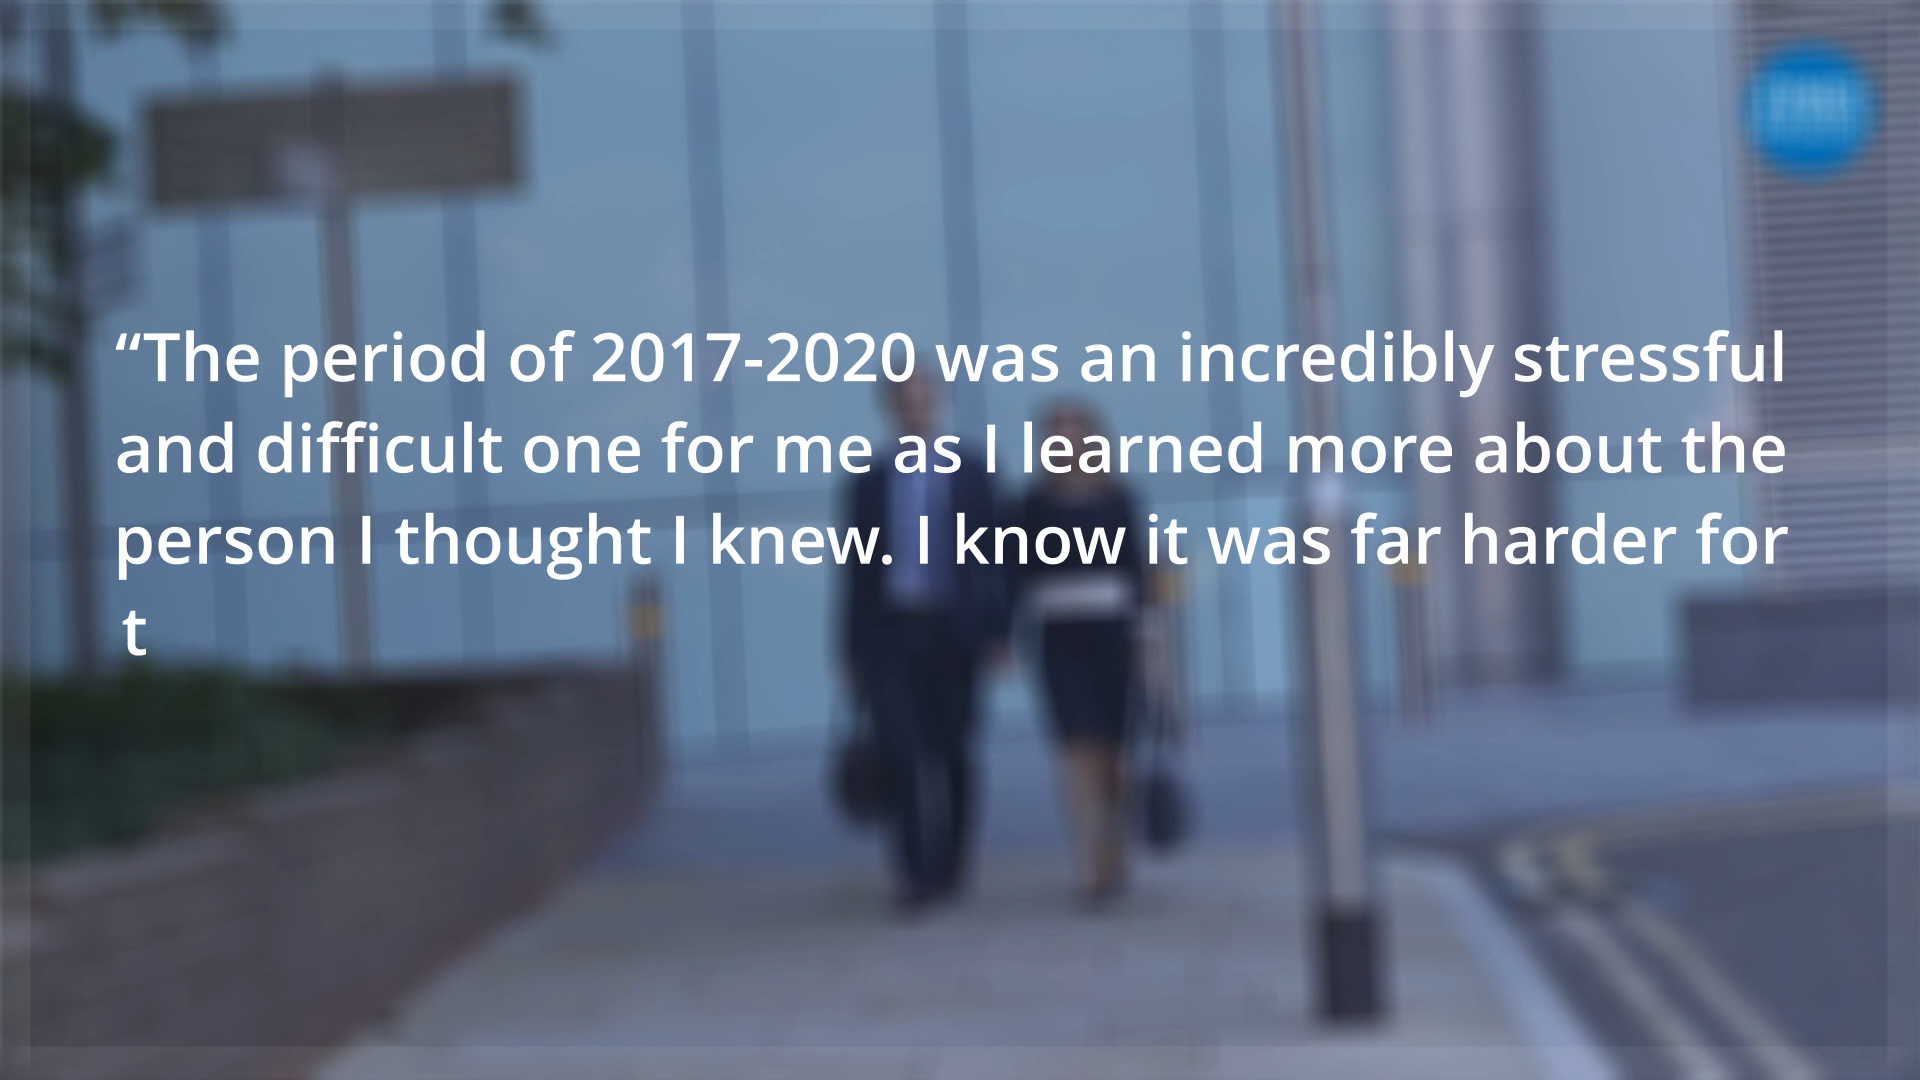 “The period of 2017-2020 was an incredibly stressful
and difficult one for me as I learned more about the
person I thought I knew. I know it was far harder for
t